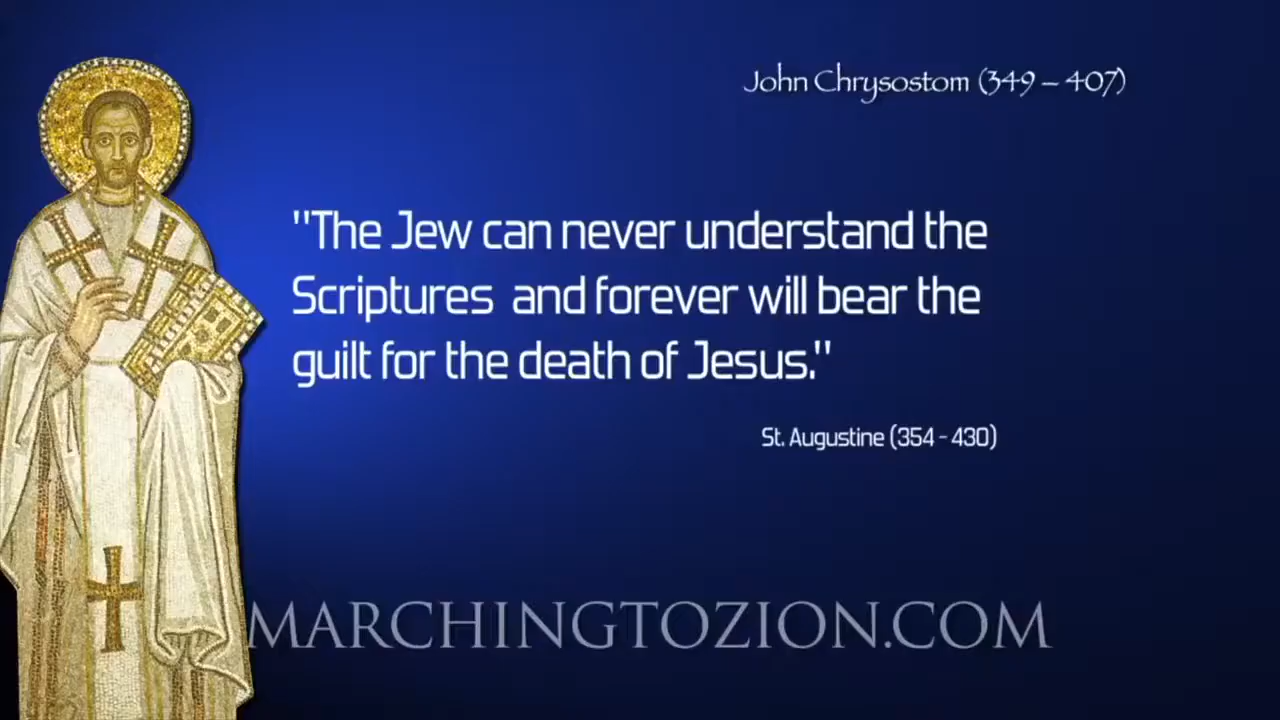 John Chrysostom (349 – 407)
"The Jew can never understand the
Scriptures and forever will bear the
guilt for the death of Jesus."
St. Augustine (354 - 430)
MARCHINGTOZION.COM